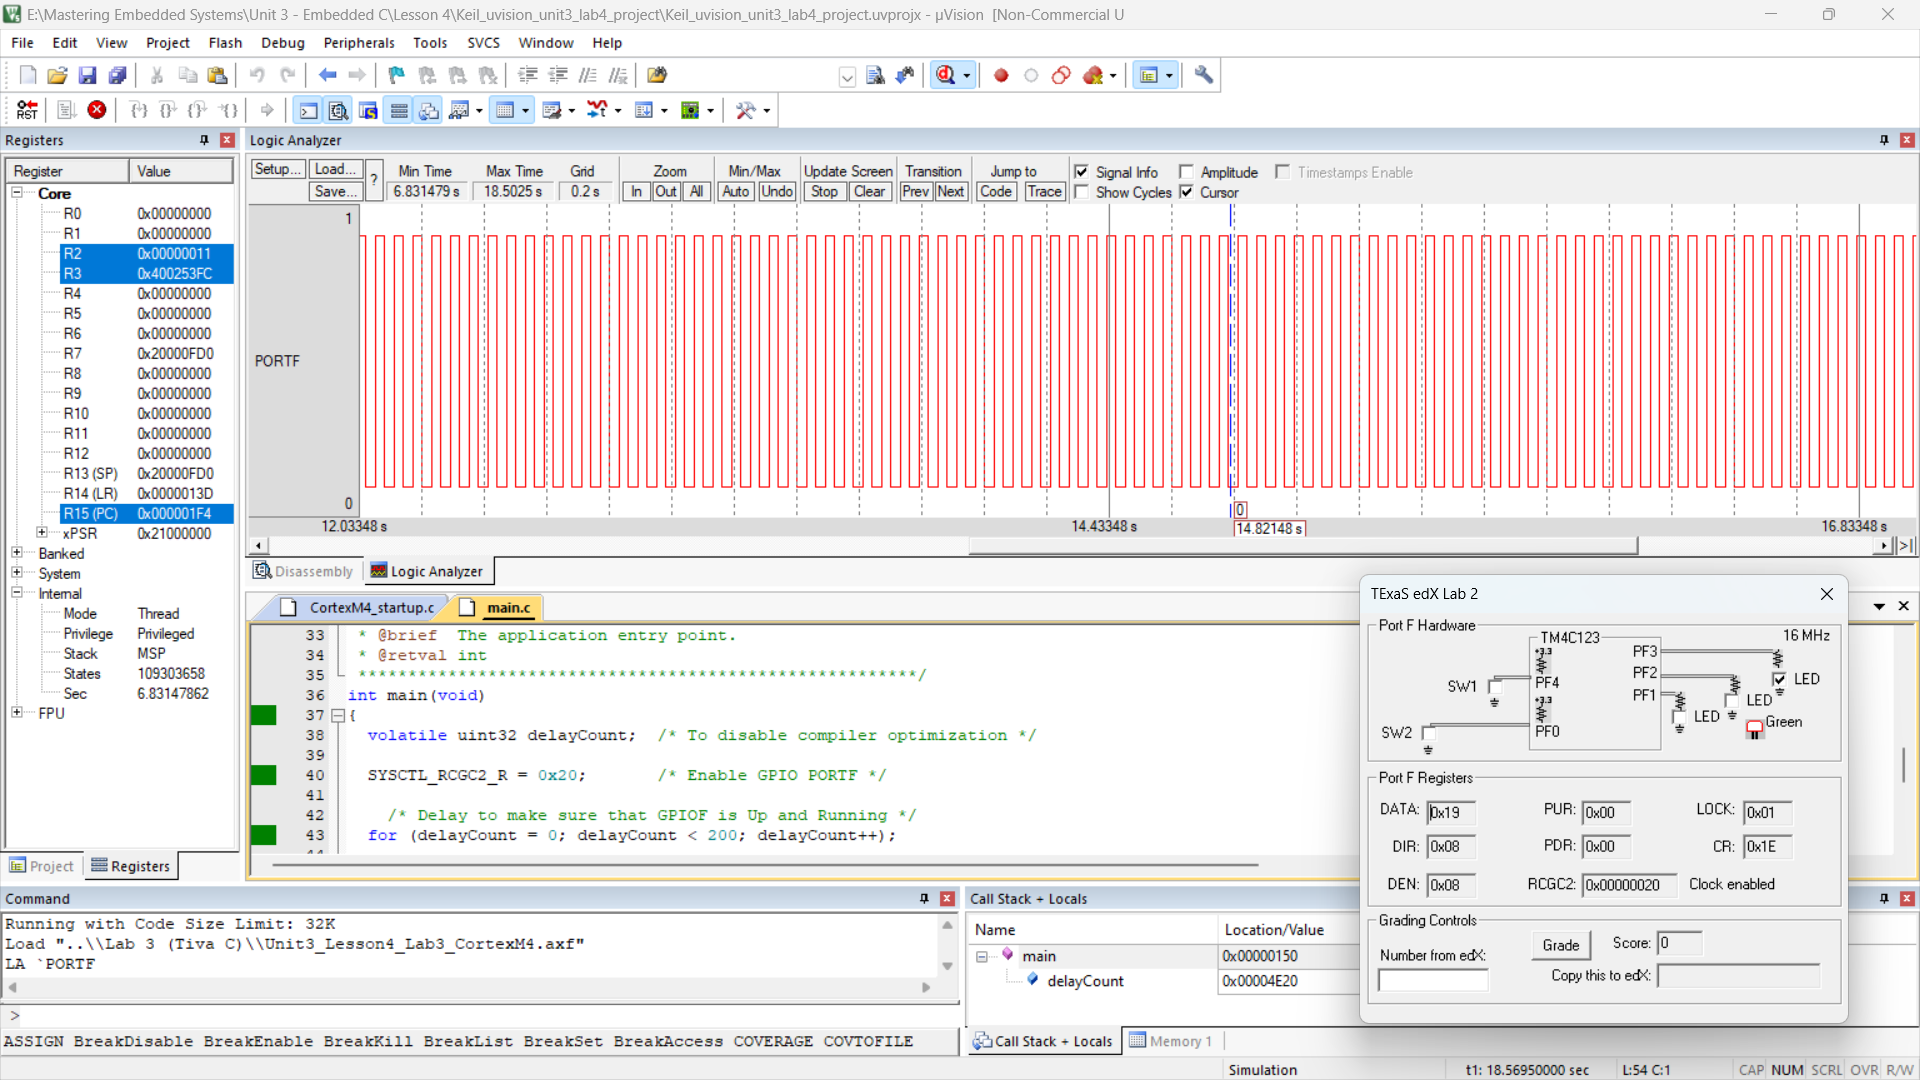 E:\Mastering Embedded Systems\Unit 3 - Embedded C\Lesson 4\Keil_uvision_unit3_lab4_project\Keil_uvision_unit3_lab4_project.uvprojx - µVision [Non-Commercial U
File Edit View Project Flash Debug Peripherals Tools SVCS Window Help
RST
Registers
Register Value
Core
R0 0x00000000
R1 0x00000000
R2 0x00000011
R3 0x400253FC
R4 0x00000000
R5 0x00000000
R6 0x00000000
R7 0x20000FD0
R8 0x00000000
R9 0x00000000
R10 0x00000000
R11 0x00000000
R12 0x00000000
R13 (SP) 0x20000FD0
R14 (LR) 0x0000013D
R15 (PC) 0x000001F4
xPSR 0x21000000
Banked
System
Internal
Mode Thread
Privilege Privileged
Stack MSP
States 109303658
Sec 6.83147862
FPU
Project Registers
Logic Analyzer
Setup... Load... Save... ?
Min Time Max Time Grid Zoom Min/Max Update Screen Transition Jump to
6.831479 s 18.5025 s 0.2 s In Out All Auto Undo Stop Clear Prev Next Code Trace
Signal Info Amplitude Timestamps Enable
Show Cycles Cursor
1
PORTF
0
0
12.03348 s 14.43348 s 14.82148 s 16.83348 s
Disassembly Logic Analyzer
CortexM4_startup.c main.c
33 * @brief The application entry point.
34 * @retval int
35 ********************************************************/
36 int main(void)
37 {
38 volatile uint32 delayCount; /* To disable compiler optimization */
39
40 SYSCTL_RCGC2_R = 0x20; /* Enable GPIO PORTF */
41
42 /* Delay to make sure that GPIOF is Up and Running */
43 for (delayCount = 0; delayCount < 200; delayCount++);
44
TExaS edX Lab 2
Port F Hardware
TM4C123 16 MHz
+3.3 PF3
SW1 PF4 PF2 LED
+3.3 PF1 LED
LED Green
SW2 PF0
Port F Registers
DATA: 0x19 PUR: 0x00 LOCK: 0x01
DIR: 0x08 PDR: 0x00 CR: 0x1E
DEN: 0x08 RCGC2: 0x00000020 Clock enabled
Grading Controls
Number from edX: Grade Score: 0
Copy this to edX:
Command
Running with Code Size Limit: 32K
Load "..\\Lab 3 (Tiva C)\\Unit3_Lesson4_Lab3_CortexM4.axf"
LA `PORTF
>
ASSIGN BreakDisable BreakEnable BreakKill BreakList BreakSet BreakAccess COVERAGE COVTOFILE
Call Stack + Locals
Name Location/Value
main 0x00000150
delayCount 0x00004E20
Call Stack + Locals Memory 1
Simulation t1: 18.56950000 sec L:54 C:1 CAP NUM SCRL OVR R/W